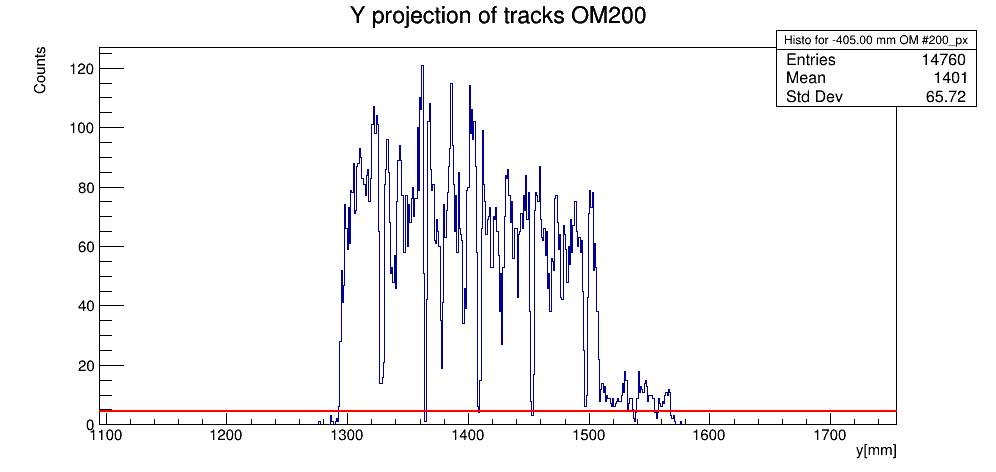 Y projection of tracks OM200
Histo for -405.00 mm OM #200_px
Entries 14760
Mean 1401
Std Dev 65.72
Counts
120
100
80
60
40
20
0
1100 1200 1300 1400 1500 1600 1700
y[mm]